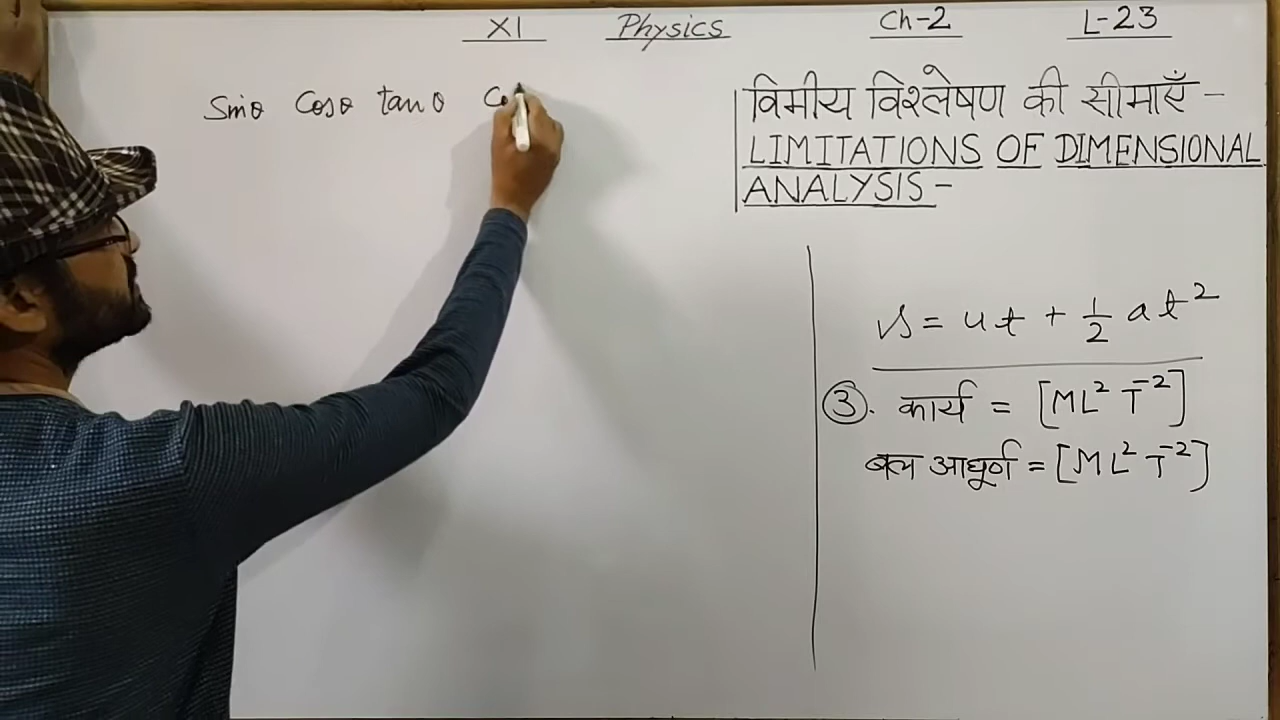 XI Physics Ch-2 L-23
sinθ Cosθ tanθ Co
विमीय विश्लेषण की सीमाएँ -
LIMITATIONS OF DIMENSIONAL
ANALYSIS -
s = ut + 1/2 at²
③. कार्य = [ML² T⁻²]
बल आघूर्ण = [ML² T⁻²]